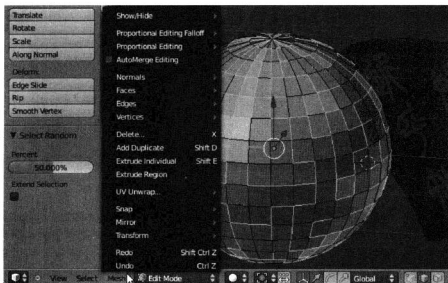 Translate
Rotate
Scale
Along Normal
Deform:
Edge Slide
Rip
Smooth Vertex
▼ Select Random
Percent
50.000%
Extend Selection
Show/Hide
Proportional Editing Falloff
Proportional Editing
AutoMerge Editing
Normals
Faces
Edges
Vertices
Delete... X
Add Duplicate Shift D
Extrude Individual Shift E
Extrude Region
UV Unwrap...
Snap
Mirror
Transform
Redo Shift Ctrl Z
Undo Ctrl Z
View Select Mesh Edit Mode Global